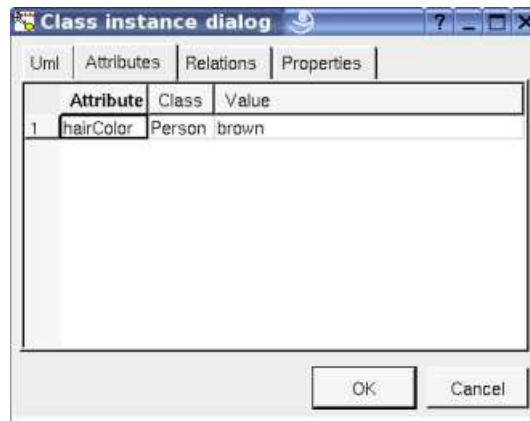 Class instance dialog ?
Uml Attributes Relations Properties
Attribute Class Value
1 hairColor Person brown
OK Cancel